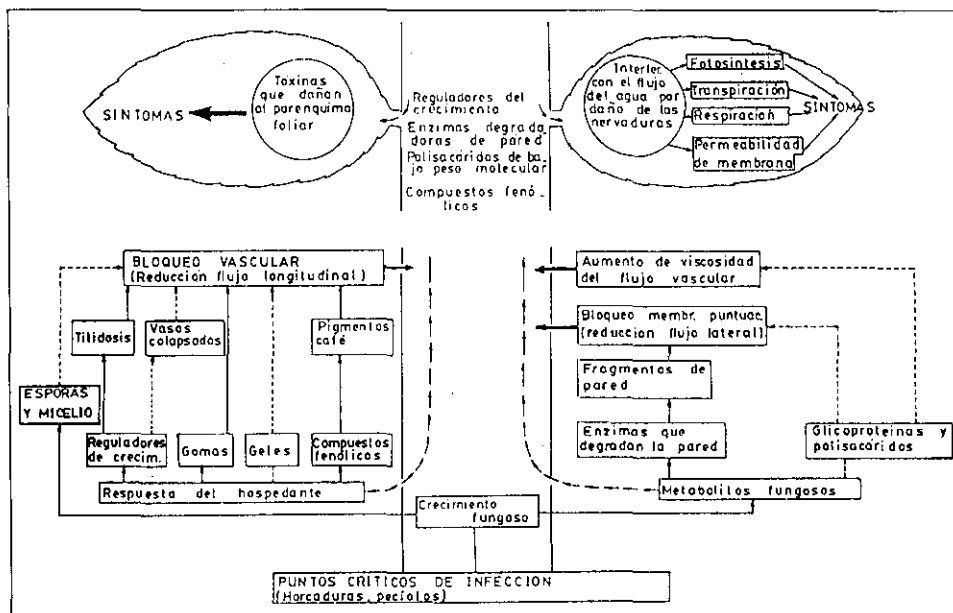 SINTOMAS
Toxinas
que dañan
al parenquima
foliar
Reguladores del
crecimiento
Enzimas degrada
doras de pared
Polisacáridos de ba_
jo peso molecular
Compuestos fenó_
licos
Interfer.
con el flujo
del agua por
daño de las
nervaduras
Fotosíntesis
Transpiración
Respiración
Permeabilidad
de membrana
SINTOMAS
BLOQUEO VASCULAR
(Reducción flujo longitudinal)
Tilidosis
Vasos
colapsados
Pigmentos
café
ESPORAS
Y MICELIO
Reguladores
de crecim.
Gomas
Geles
Compuestos
fenólicos
Respuesta del hospedante
Aumento de viscosidad
del flujo vascular
Bloqueo membr. puntuac.
(reducción flujo lateral).
Fragmentos de
pared
Enzimas que
degradan la pared
Glicoproteínas y
polisacáridos
Metabolitos fungosos
Crecimiento
fungoso
PUNTOS CRITICOS DE INFECCION
(Horcaduras, pecíolos)